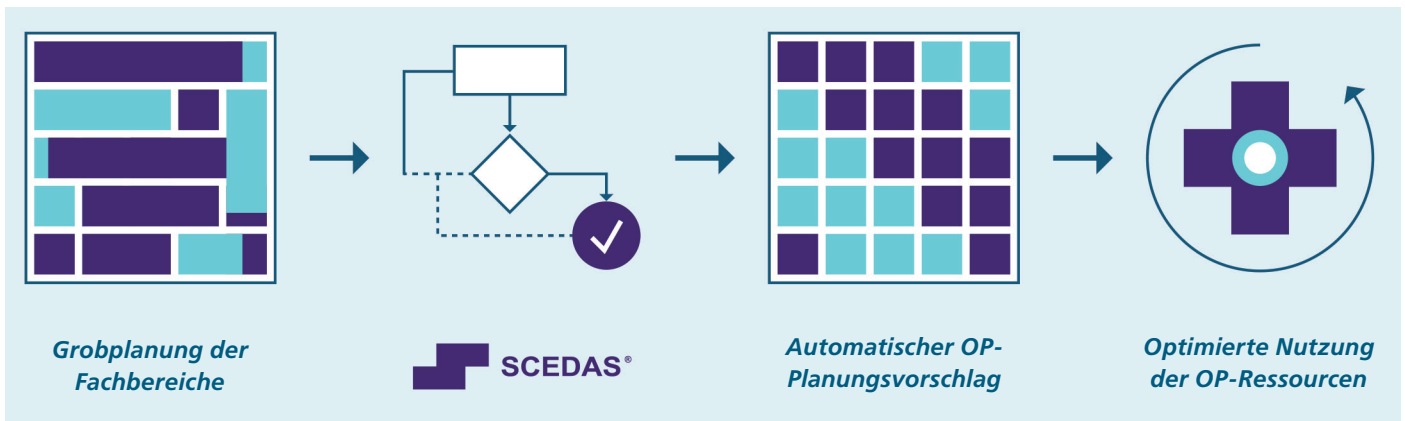 Grobplanung der
Fachbereiche
SCEDAS®
Automatischer OP-
Planungsvorschlag
Optimierte Nutzung
der OP-Ressourcen